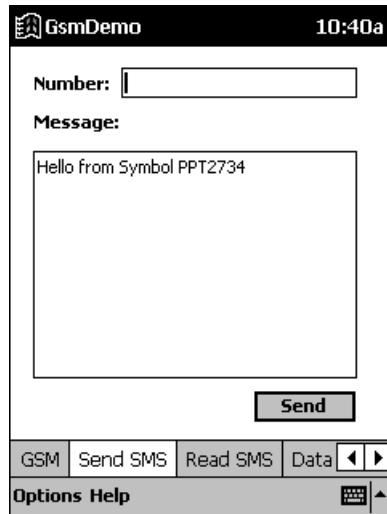 GsmDemo 10:40a
Number:
Message:
Hello from Symbol PPT2734
Send
GSM Send SMS Read SMS Data
Options Help